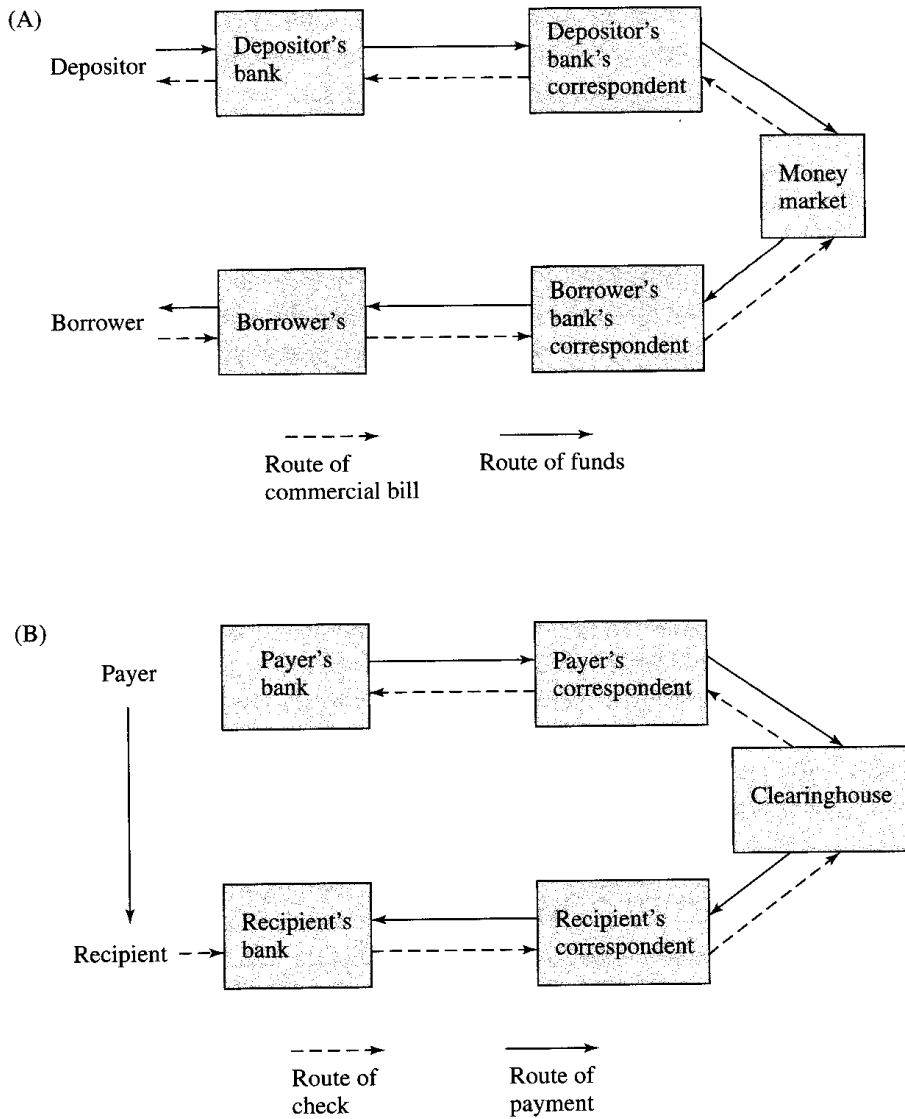 (A)
Depositor
Depositor's
bank
Depositor's
bank's
correspondent
Money
market
Borrower
Borrower's
Borrower's
bank's
correspondent
Route of
commercial bill
Route of funds
(B)
Payer
Payer's
bank
Payer's
correspondent
Clearinghouse
Recipient
Recipient's
bank
Recipient's
correspondent
Route of
check
Route of
payment